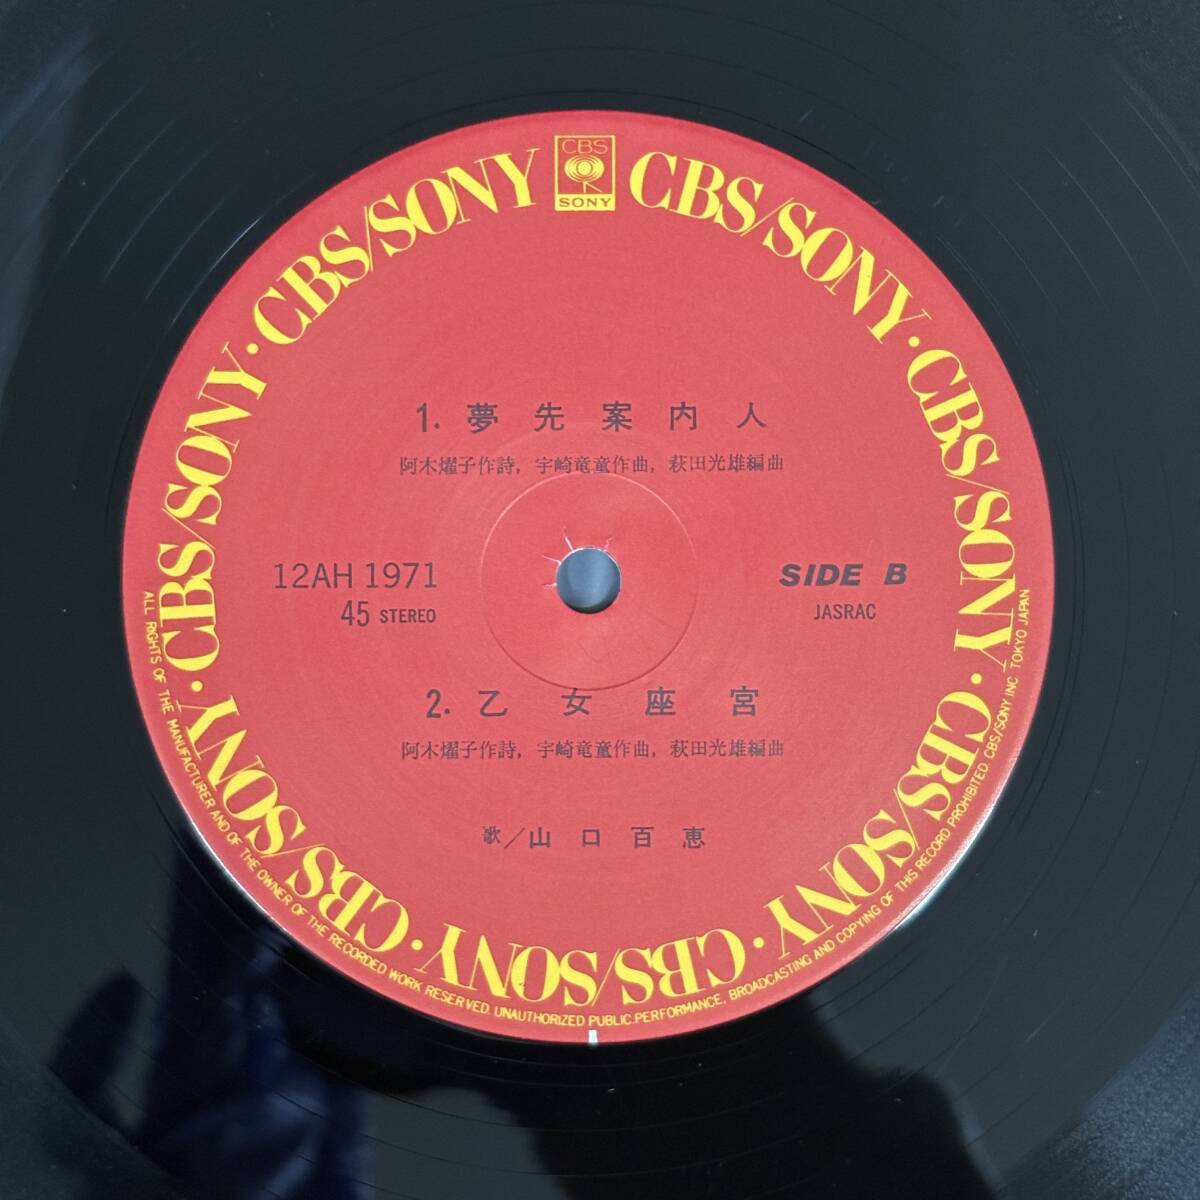 CBS
SONY
CBS/SONY · CBS/SONY · CBS/SONY · CBS/SONY · CBS/SONY · CBS/SONY · CBS/SONY · CBS/SONY
1. 夢先案内人
阿木燿子作詩, 宇崎竜童作曲, 萩田光雄編曲
12AH 1971
45 STEREO
SIDE B
JASRAC
2. 乙女座宮
阿木燿子作詩, 宇崎竜童作曲, 萩田光雄編曲
歌/山口百恵
ALL RIGHTS OF THE MANUFACTURER AND OF THE OWNER OF THE RECORDED WORK RESERVED. UNAUTHORIZED PUBLIC PERFORMANCE, BROADCASTING AND COPYING OF THIS RECORD PROHIBITED. CBS/SONY INC. TOKYO JAPAN